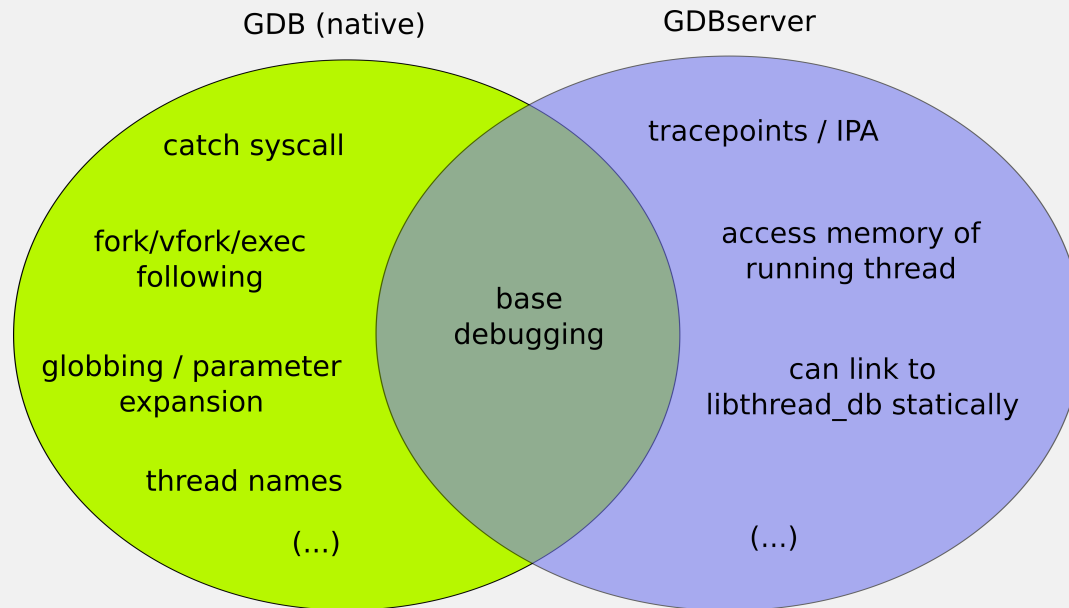 GDB (native)
GDBserver
catch syscall
fork/vfork/exec
following
globbing / parameter
expansion
thread names
(...)
base
debugging
tracepoints / IPA
access memory of
running thread
can link to
libthread_db statically
(...)